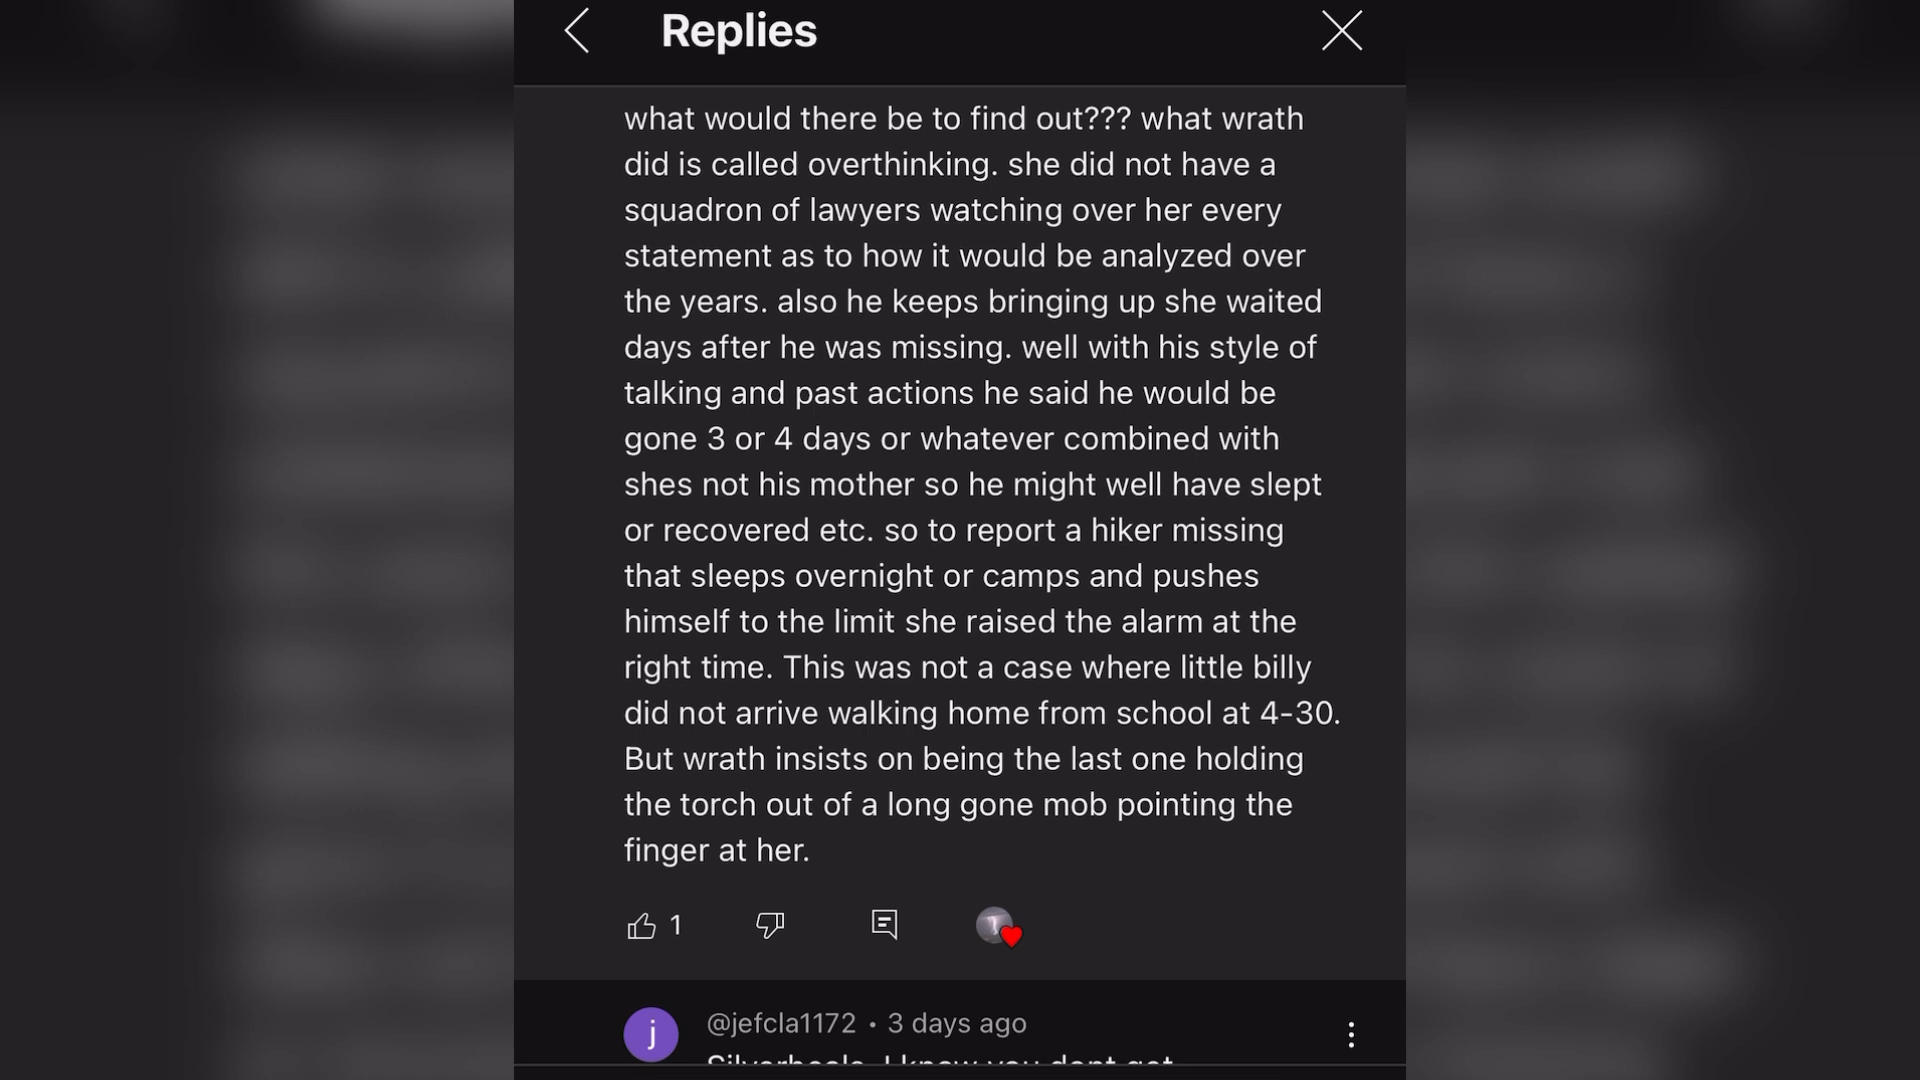 Replies
what would there be to find out??? what wrath
did is called overthinking. she did not have a
squadron of lawyers watching over her every
statement as to how it would be analyzed over
the years. also he keeps bringing up she waited
days after he was missing. well with his style of
talking and past actions he said he would be
gone 3 or 4 days or whatever combined with
shes not his mother so he might well have slept
or recovered etc. so to report a hiker missing
that sleeps overnight or camps and pushes
himself to the limit she raised the alarm at the
right time. This was not a case where little billy
did not arrive walking home from school at 4-30.
But wrath insists on being the last one holding
the torch out of a long gone mob pointing the
finger at her.
1
j
@jefcla1172 • 3 days ago
I know you dont get